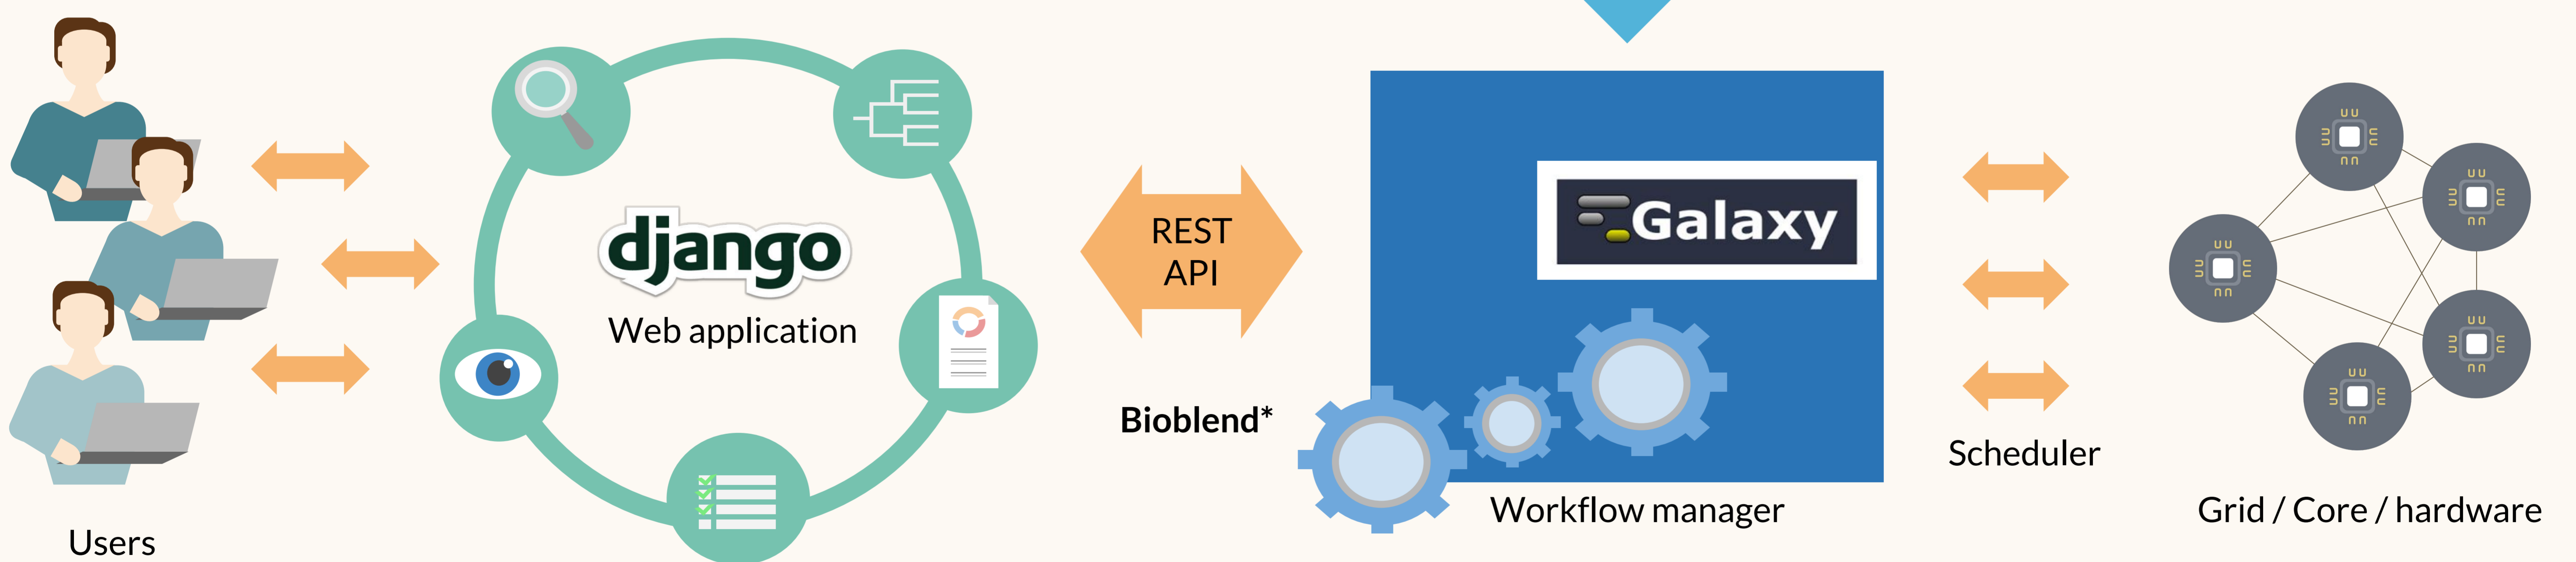 django
Web application
REST
API
Bioblend*
Galaxy
Workflow manager
Scheduler
Grid / Core / hardware
Users